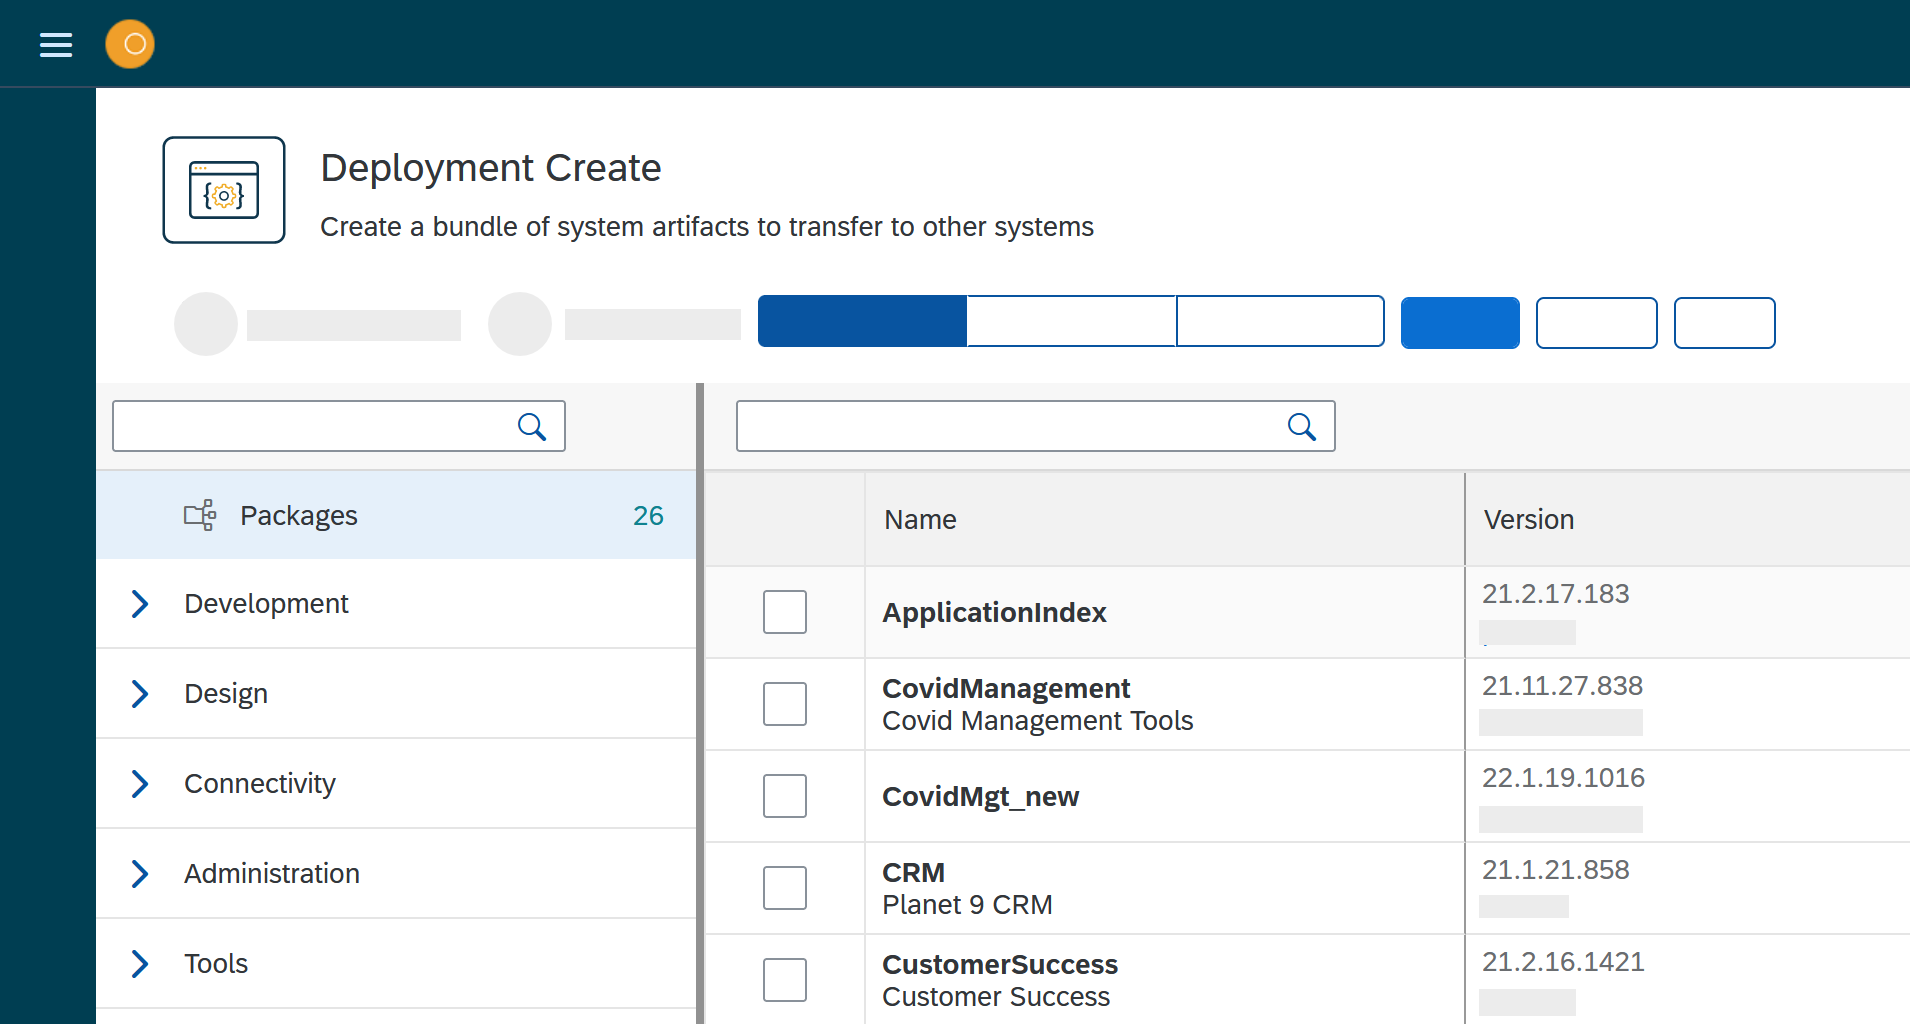 Deployment Create
Create a bundle of system artifacts to transfer to other systems
Packages 26
Development
Design
Connectivity
Administration
Tools
Name Version
ApplicationIndex 21.2.17.183
CovidManagement 21.11.27.838
Covid Management Tools
CovidMgt_new 22.1.19.1016
CRM 21.1.21.858
Planet 9 CRM
CustomerSuccess 21.2.16.1421
Customer Success